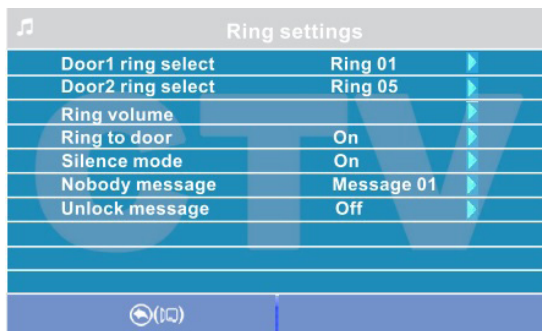 Ring settings
Door1 ring select Ring 01
Door2 ring select Ring 05
Ring volume
Ring to door On
Silence mode On
Nobody message Message 01
Unlock message Off
CTV